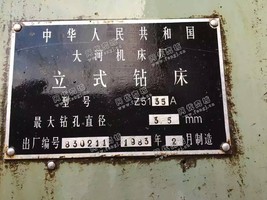 中华人民共和国
大河机床厂
立式钻床
型号 Z5135A
最大钻孔直径 35 mm
出厂编号 830211 1983 年 2 月制造